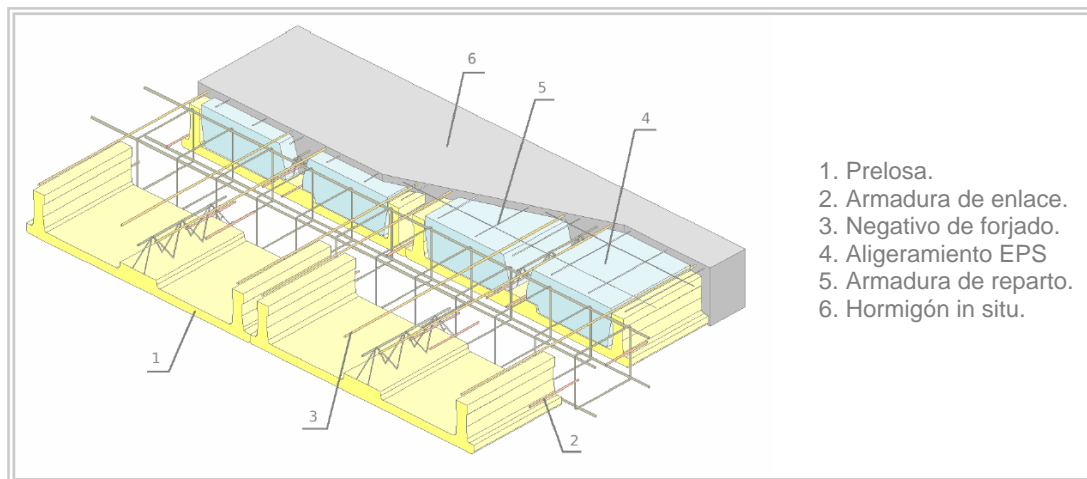 6
5
4
1
3
2
1. Prelosa.
2. Armadura de enlace.
3. Negativo de forjado.
4. Aligeramiento EPS
5. Armadura de reparto.
6. Hormigón in situ.